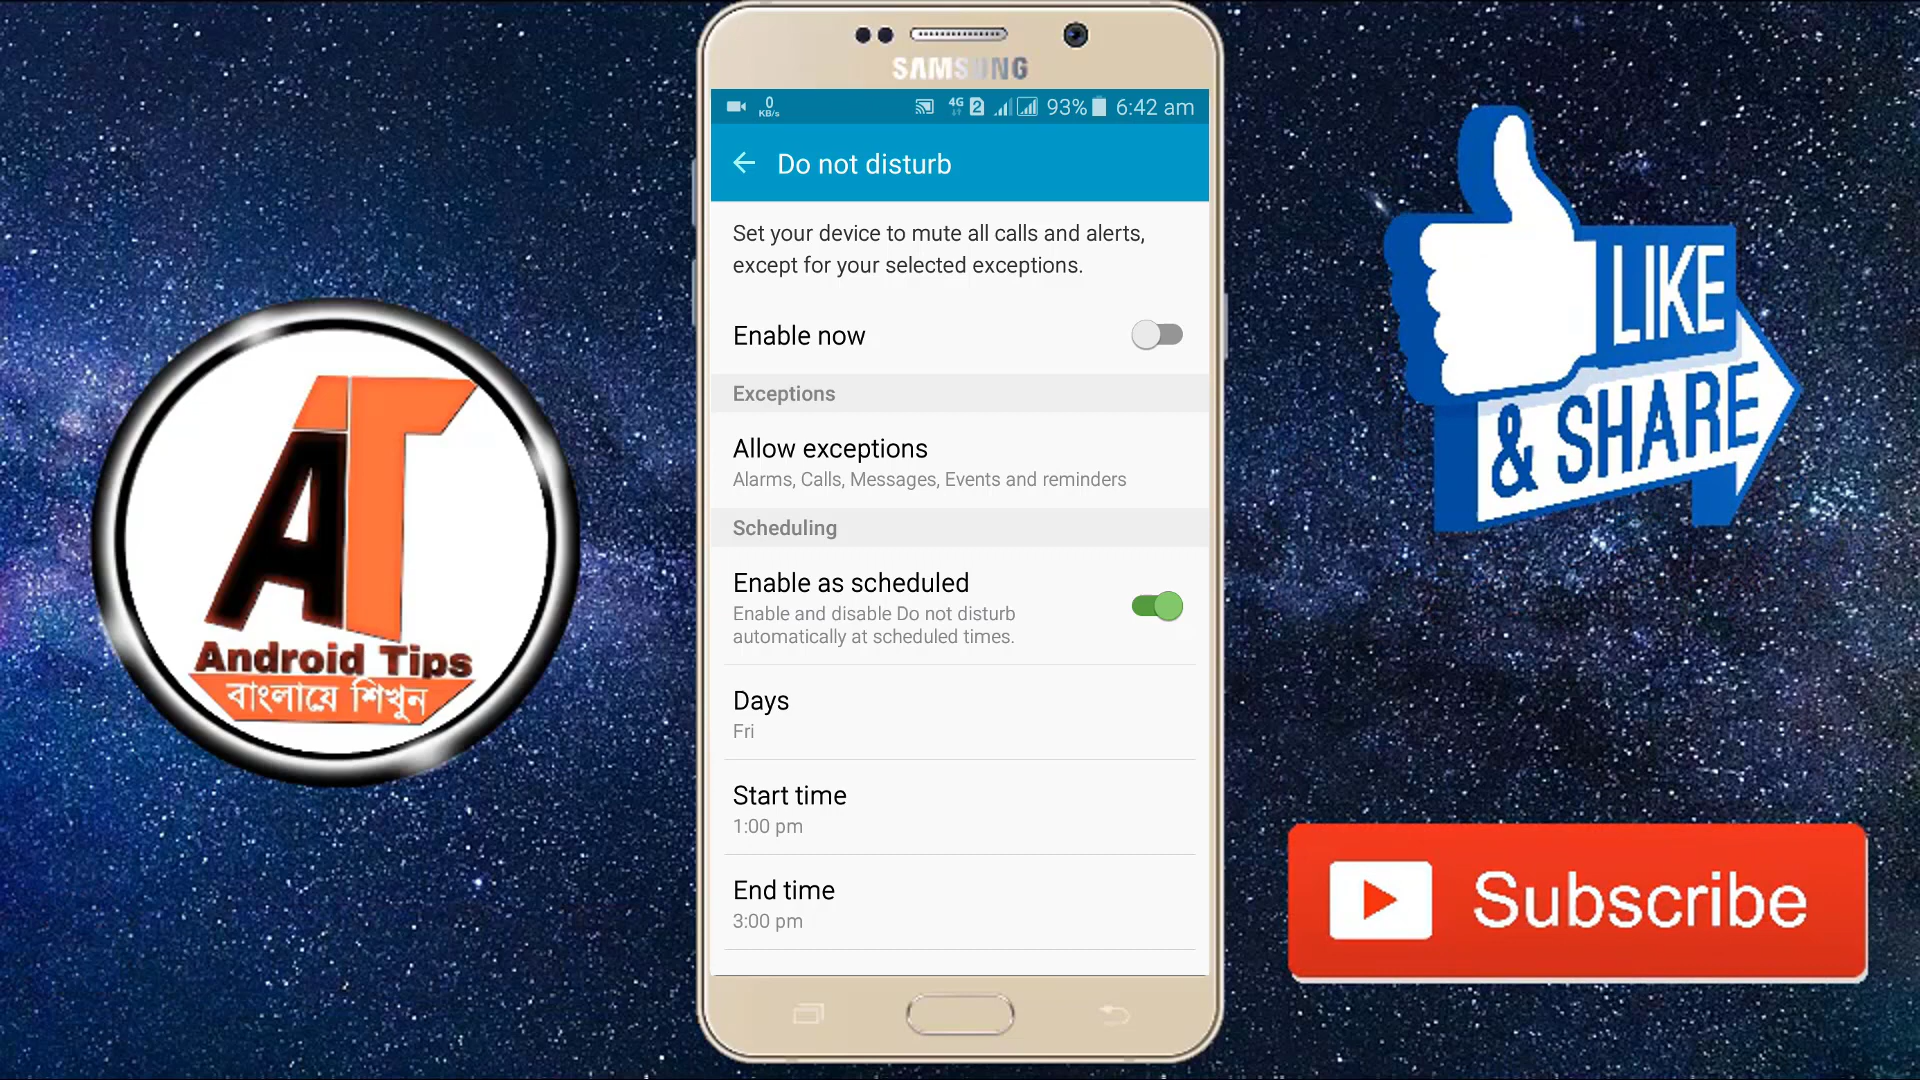 SAMSUNG
0
KB/s
4G
2
93%
6:42 am
Do not disturb
Set your device to mute all calls and alerts,
except for your selected exceptions.
Enable now
Exceptions
Allow exceptions
Alarms, Calls, Messages, Events and reminders
Scheduling
Enable as scheduled
Enable and disable Do not disturb
automatically at scheduled times.
Days
Fri
Start time
1:00 pm
End time
3:00 pm
AT
Android Tips
বাংলায়ে শিখুন
LIKE
& SHARE
Subscribe